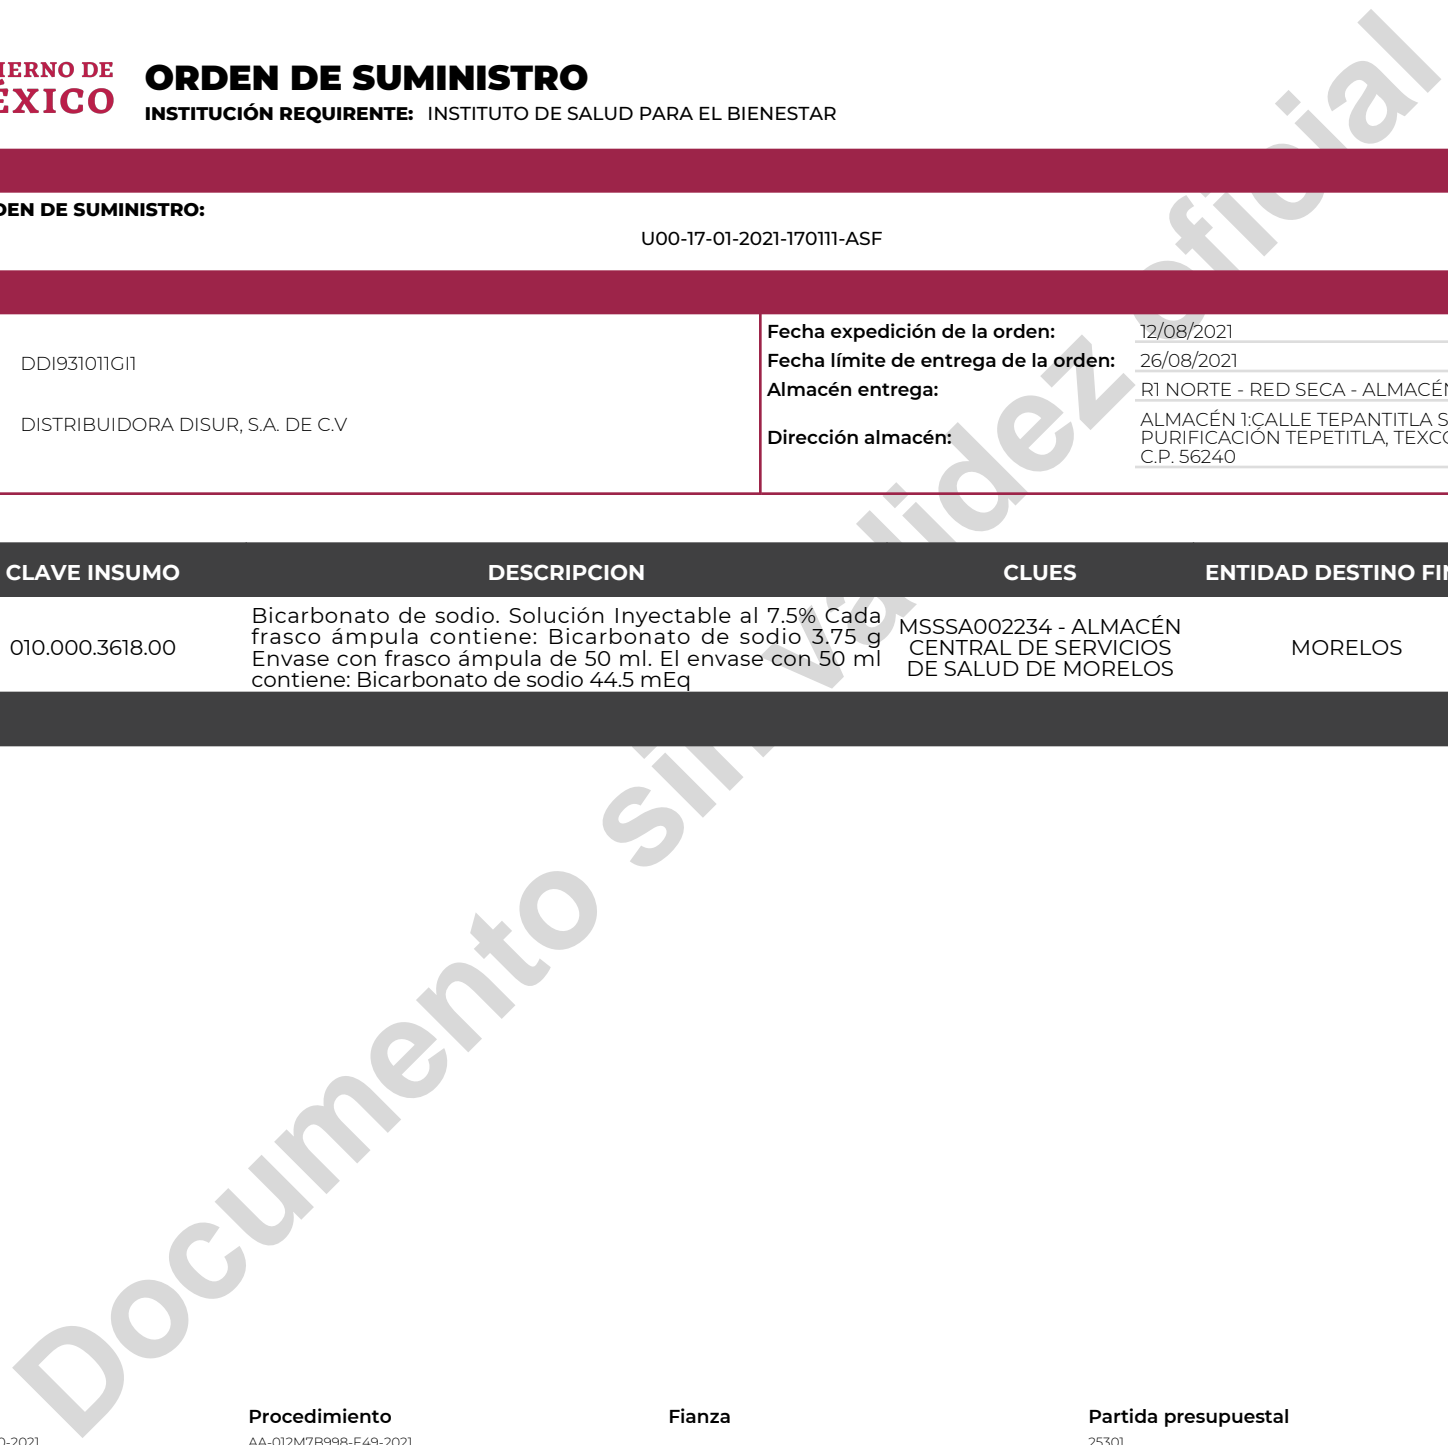 ORDEN DE SUMINISTRO
INSTITUCIÓN REQUIRENTE: INSTITUTO DE SALUD PARA EL BIENESTAR
DE
DE SUMINISTRO:
U00-17-01-2021-170111-ASF
DDI931011GI1
DISTRIBUIDORA DISUR, S.A. DE C.V
Fecha expedición de la orden: 12/08/2021
Fecha límite de entrega de la orden: 26/08/2021
Almacén entrega: R1 NORTE - RED SECA - ALMACÉN
Dirección almacén:
ALMACÉN 1:CALLE TEPANTITLA
PURIFICACIÓN TEPETITLA,
C.P. 56240
CLAVE INSUMO DESCRIPCION CLUES ENTIDAD DESTINO
010.000.3618.00
Bicarbonato de sodio. Solución Inyectable al 7.5% Cada
frasco ámpula contiene: Bicarbonato de sodio 3.75 g
Envase con frasco ámpula de 50 ml. El envase con 50 ml
contiene: Bicarbonato de sodio 44.5 mEq
MSSSA002234 - ALMACÉN
CENTRAL DE SERVICIOS
DE SALUD DE MORELOS
MORELOS
Documento sin validez oficial
Procedimiento Fianza Partida presupuestal
AA-012M7B998-E49-2021 25301